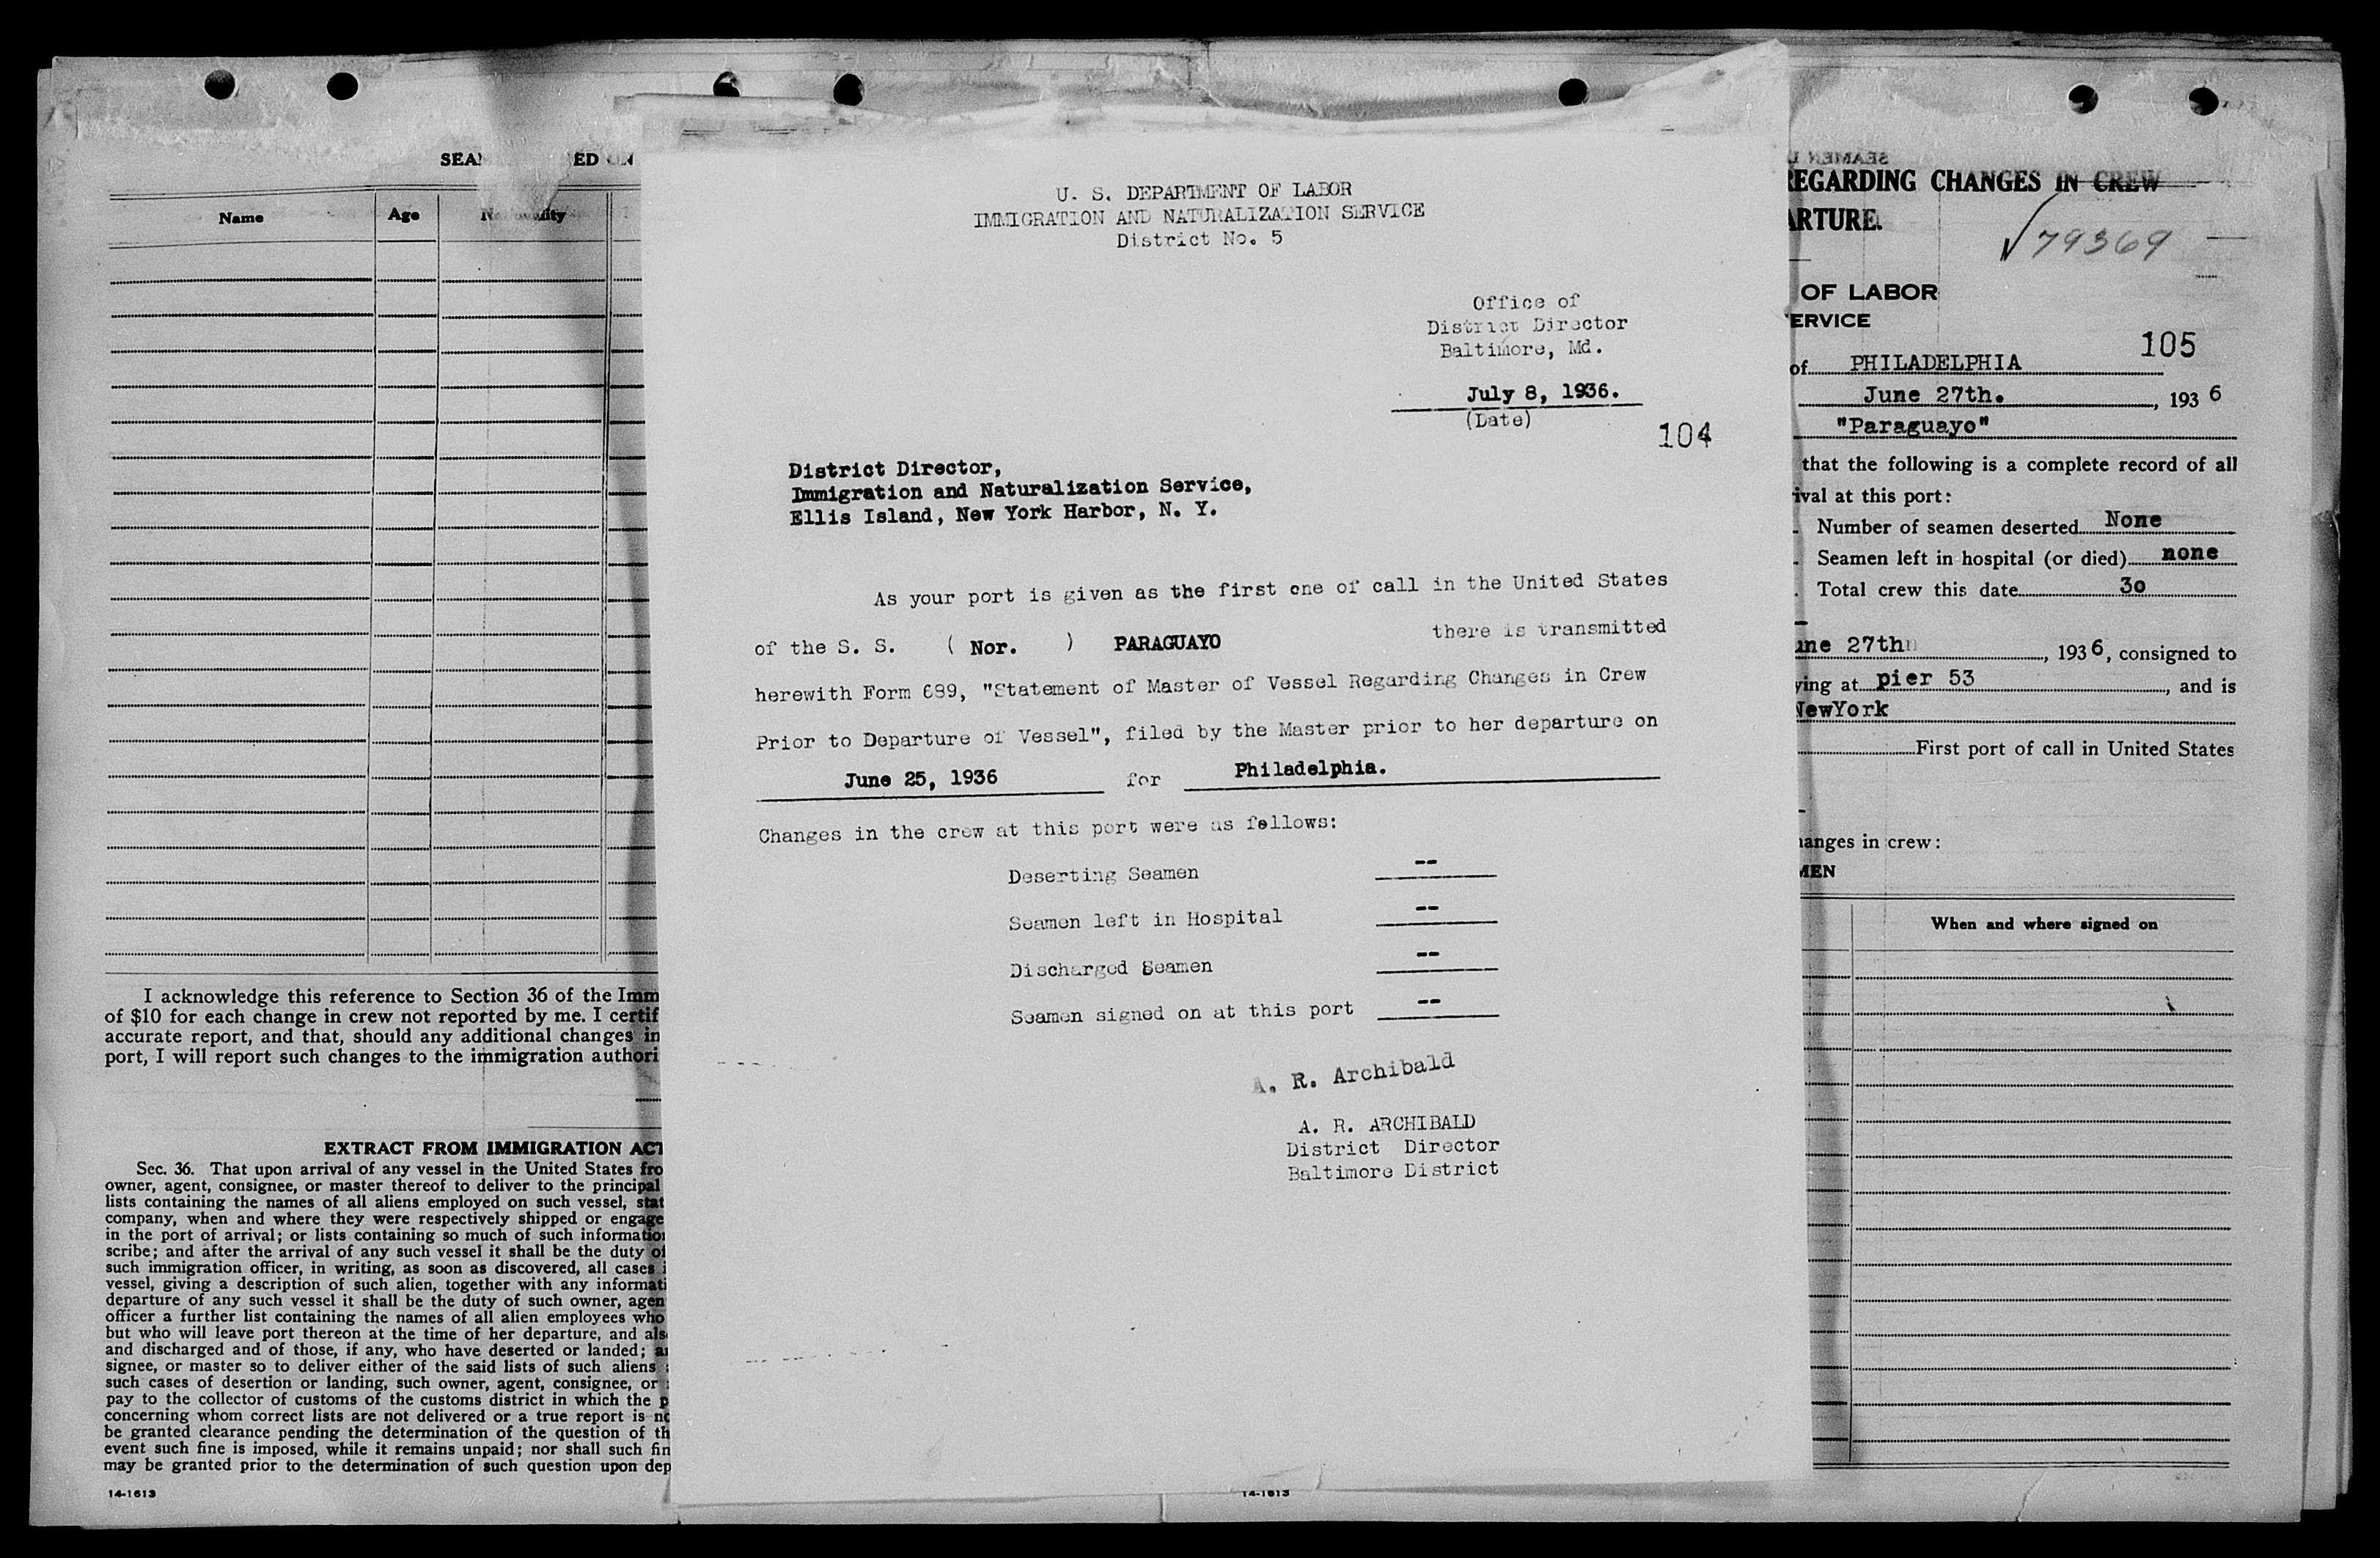 SEA ED ON
Name Age Nationality
I acknowledge this reference to Section 36 of the Imm
of $10 for each change in crew not reported by me. I certif
accurate report, and that, should any additional changes in
port, I will report such changes to the immigration authori
EXTRACT FROM IMMIGRATION ACT
Sec. 36. That upon arrival of any vessel in the United States fro
owner, agent, consignee, or master thereof to deliver to the principal
lists containing the names of all aliens employed on such vessel, stat
company, when and where they were respectively shipped or engage
in the port of arrival; or lists containing so much of such informatio
scribe; and after the arrival of any such vessel it shall be the duty of
such immigration officer, in writing, as soon as discovered, all cases i
vessel, giving a description of such alien, together with any informati
departure of any such vessel it shall be the duty of such owner, agen
officer a further list containing the names of all alien employees who
but who will leave port thereon at the time of her departure, and als
and discharged and of those, if any, who have deserted or landed; a
signee, or master so to deliver either of the said lists of such aliens
such cases of desertion or landing, such owner, agent, consignee, or
pay to the collector of customs of the customs district in which the p
concerning whom correct lists are not delivered or a true report is no
be granted clearance pending the determination of the question of th
event such fine is imposed, while it remains unpaid; nor shall such fin
may be granted prior to the determination of such question upon dep
14-1613
U. S. DEPARTMENT OF LABOR
IMMIGRATION AND NATURALIZATION SERVICE
District No. 5
Office of
District Director
Baltimore, Md.
July 8, 1936.
(Date)
104
District Director,
Immigration and Naturalization Service,
Ellis Island, New York Harbor, N. Y.
As your port is given as the first one of call in the United States
of the S. S. ( Nor. ) PARAGUAYO there is transmitted
herewith Form 689, "Statement of Master of Vessel Regarding Changes in Crew
Prior to Departure of Vessel", filed by the Master prior to her departure on
June 25, 1936 for Philadelphia.
Changes in the crew at this port were as follows:
Deserting Seamen --
Seamen left in Hospital --
Discharged Seamen --
Seamen signed on at this port --
A. R. Archibald
A. R. ARCHIBALD
District Director
Baltimore District
14-1613
REGARDING CHANGES IN CREW
ARTURE.
√79369
OF LABOR
ERVICE
105
of PHILADELPHIA
June 27th. , 193 6
"Paraguayo"
that the following is a complete record of all
ival at this port:
Number of seamen deserted None
Seamen left in hospital (or died) none
Total crew this date 30
une 27th , 1936, consigned to
ying at pier 53 , and is
NewYork
First port of call in United States
anges in crew:
MEN
When and where signed on